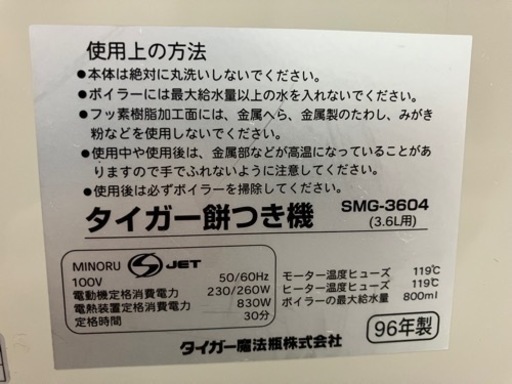 使用上の方法
●本体は絶対に丸洗いしないでください。
●ボイラーには最大給水量以上の水を入れないでください。
●フッ素樹脂加工面には、金属へら、金属製のたわし、みがき
粉などを使用しないでください。
●使用中や使用後は、金属部などが高温になっていることがあ
りますので手でふれないように注意してください。
●使用後は必ずボイラーを掃除してください。
タイガー餅つき機 SMG-3604
(3.6L用)
MINORU JET
100V 50/60Hz
電動機定格消費電力 230/260W
電熱装置定格消費電力 830W
定格時間 30分
モーター温度ヒューズ 119℃
ヒーター温度ヒューズ 119℃
ボイラーの最大給水量 800ml
96年製
タイガー魔法瓶株式会社